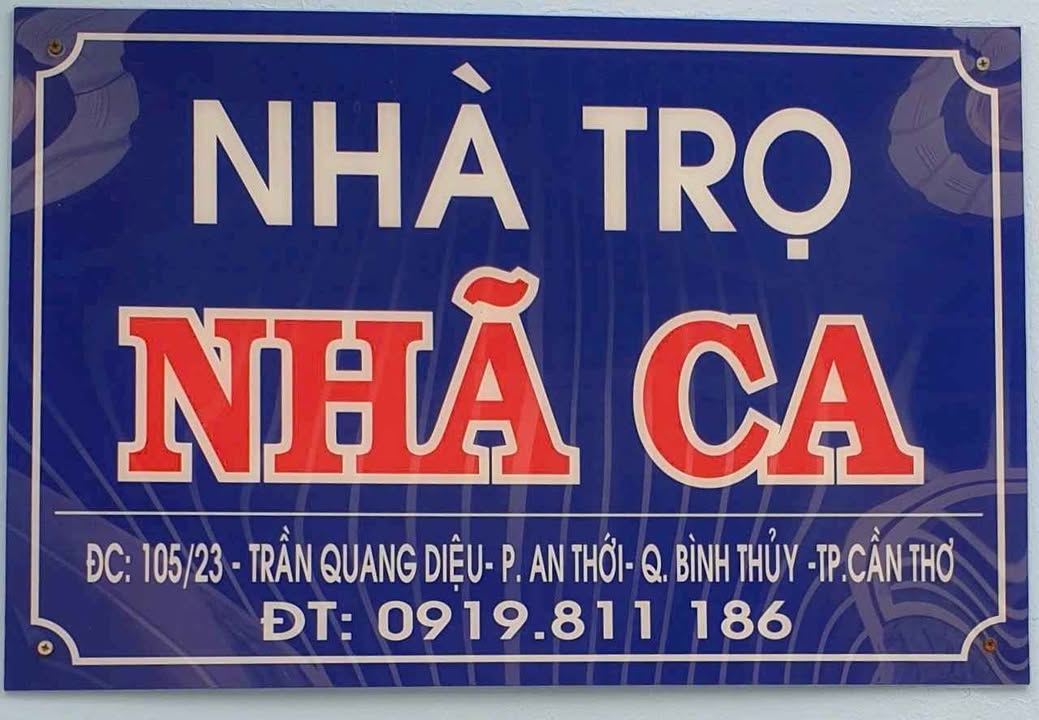 NHÀ TRỌ
NHÃ CA
ĐC: 105/23 - TRẦN QUANG DIỆU- P. AN THỚI- Q. BÌNH THỦY -TP.CẦN THƠ
ĐT: 0919.811 186